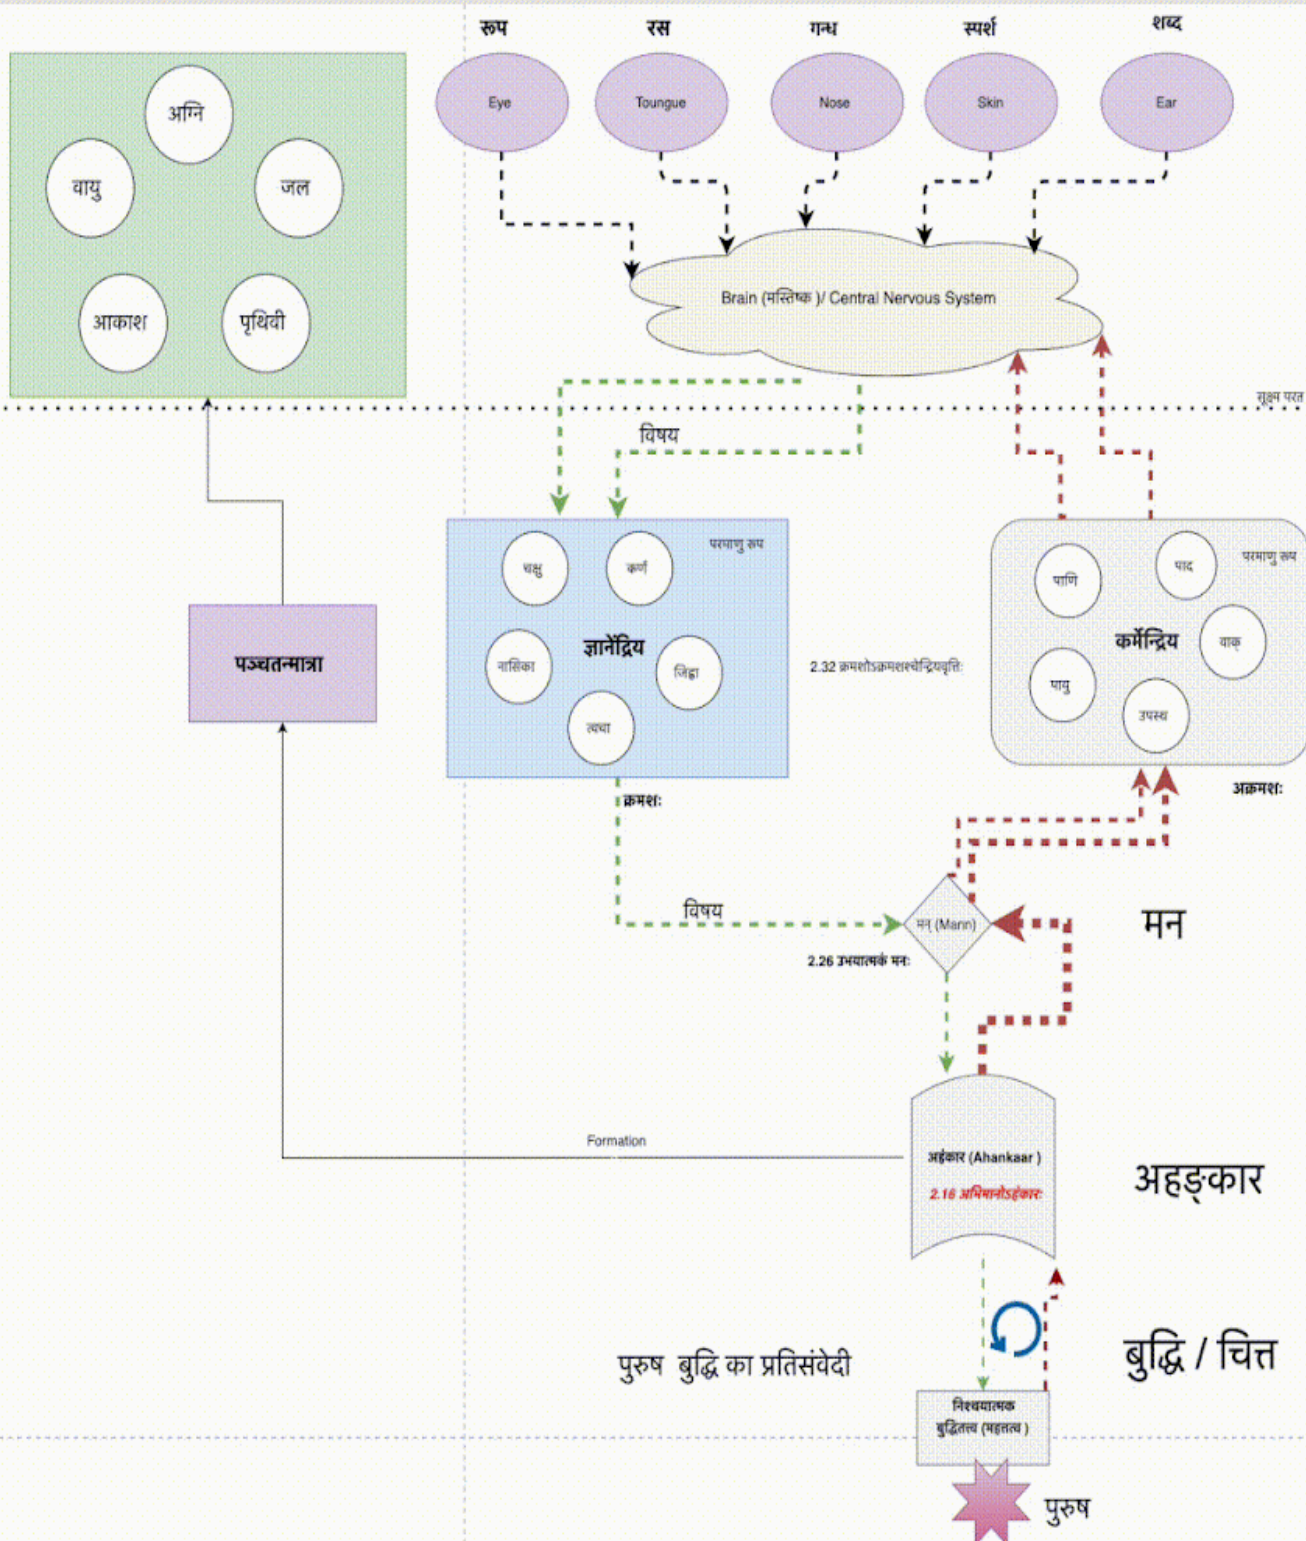 रूप
रस
गन्ध
स्पर्श
शब्द
Eye
Toungue
Nose
Skin
Ear
अग्नि
वायु
जल
आकाश
पृथिवी
Brain (मस्तिष्क )/ Central Nervous System
सूक्ष्म परत
विषय
परमाणु रूप
चक्षु
कर्ण
ज्ञानेंद्रिय
नासिका
जिह्वा
त्वचा
परमाणु रूप
पाणि
पाद
कर्मेन्द्रिय
वाक्
पायु
उपस्थ
2.32 क्रमशोऽक्रमशश्चेन्द्रियवृत्तिः
पञ्चतन्मात्रा
क्रमशः
अक्रमशः
विषय
मन् (Mann)
मन
2.26 उभयात्मकं मनः
Formation
अहंकार (Ahankaar )
2.16 अभिमानोऽहंकारः
अहङ्कार
पुरुष बुद्धि का प्रतिसंवेदी
बुद्धि / चित्त
निश्चयात्मक
बुद्धितत्त्व (महत्तत्व )
पुरुष